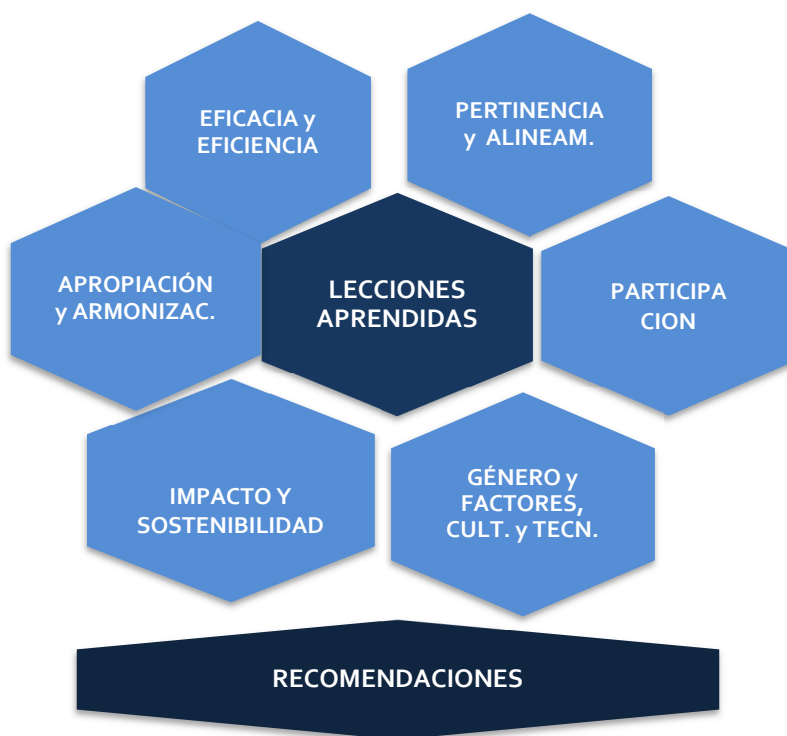 EFICACIA y
EFICIENCIA
PERTINENCIA
y ALINEAM.
APROPIACIÓN
y ARMONIZAC.
LECCIONES
APRENDIDAS
PARTICIPA
CION
IMPACTO Y
SOSTENIBILIDAD
GÉNERO y
FACTORES,
CULT. y TECN.
RECOMENDACIONES